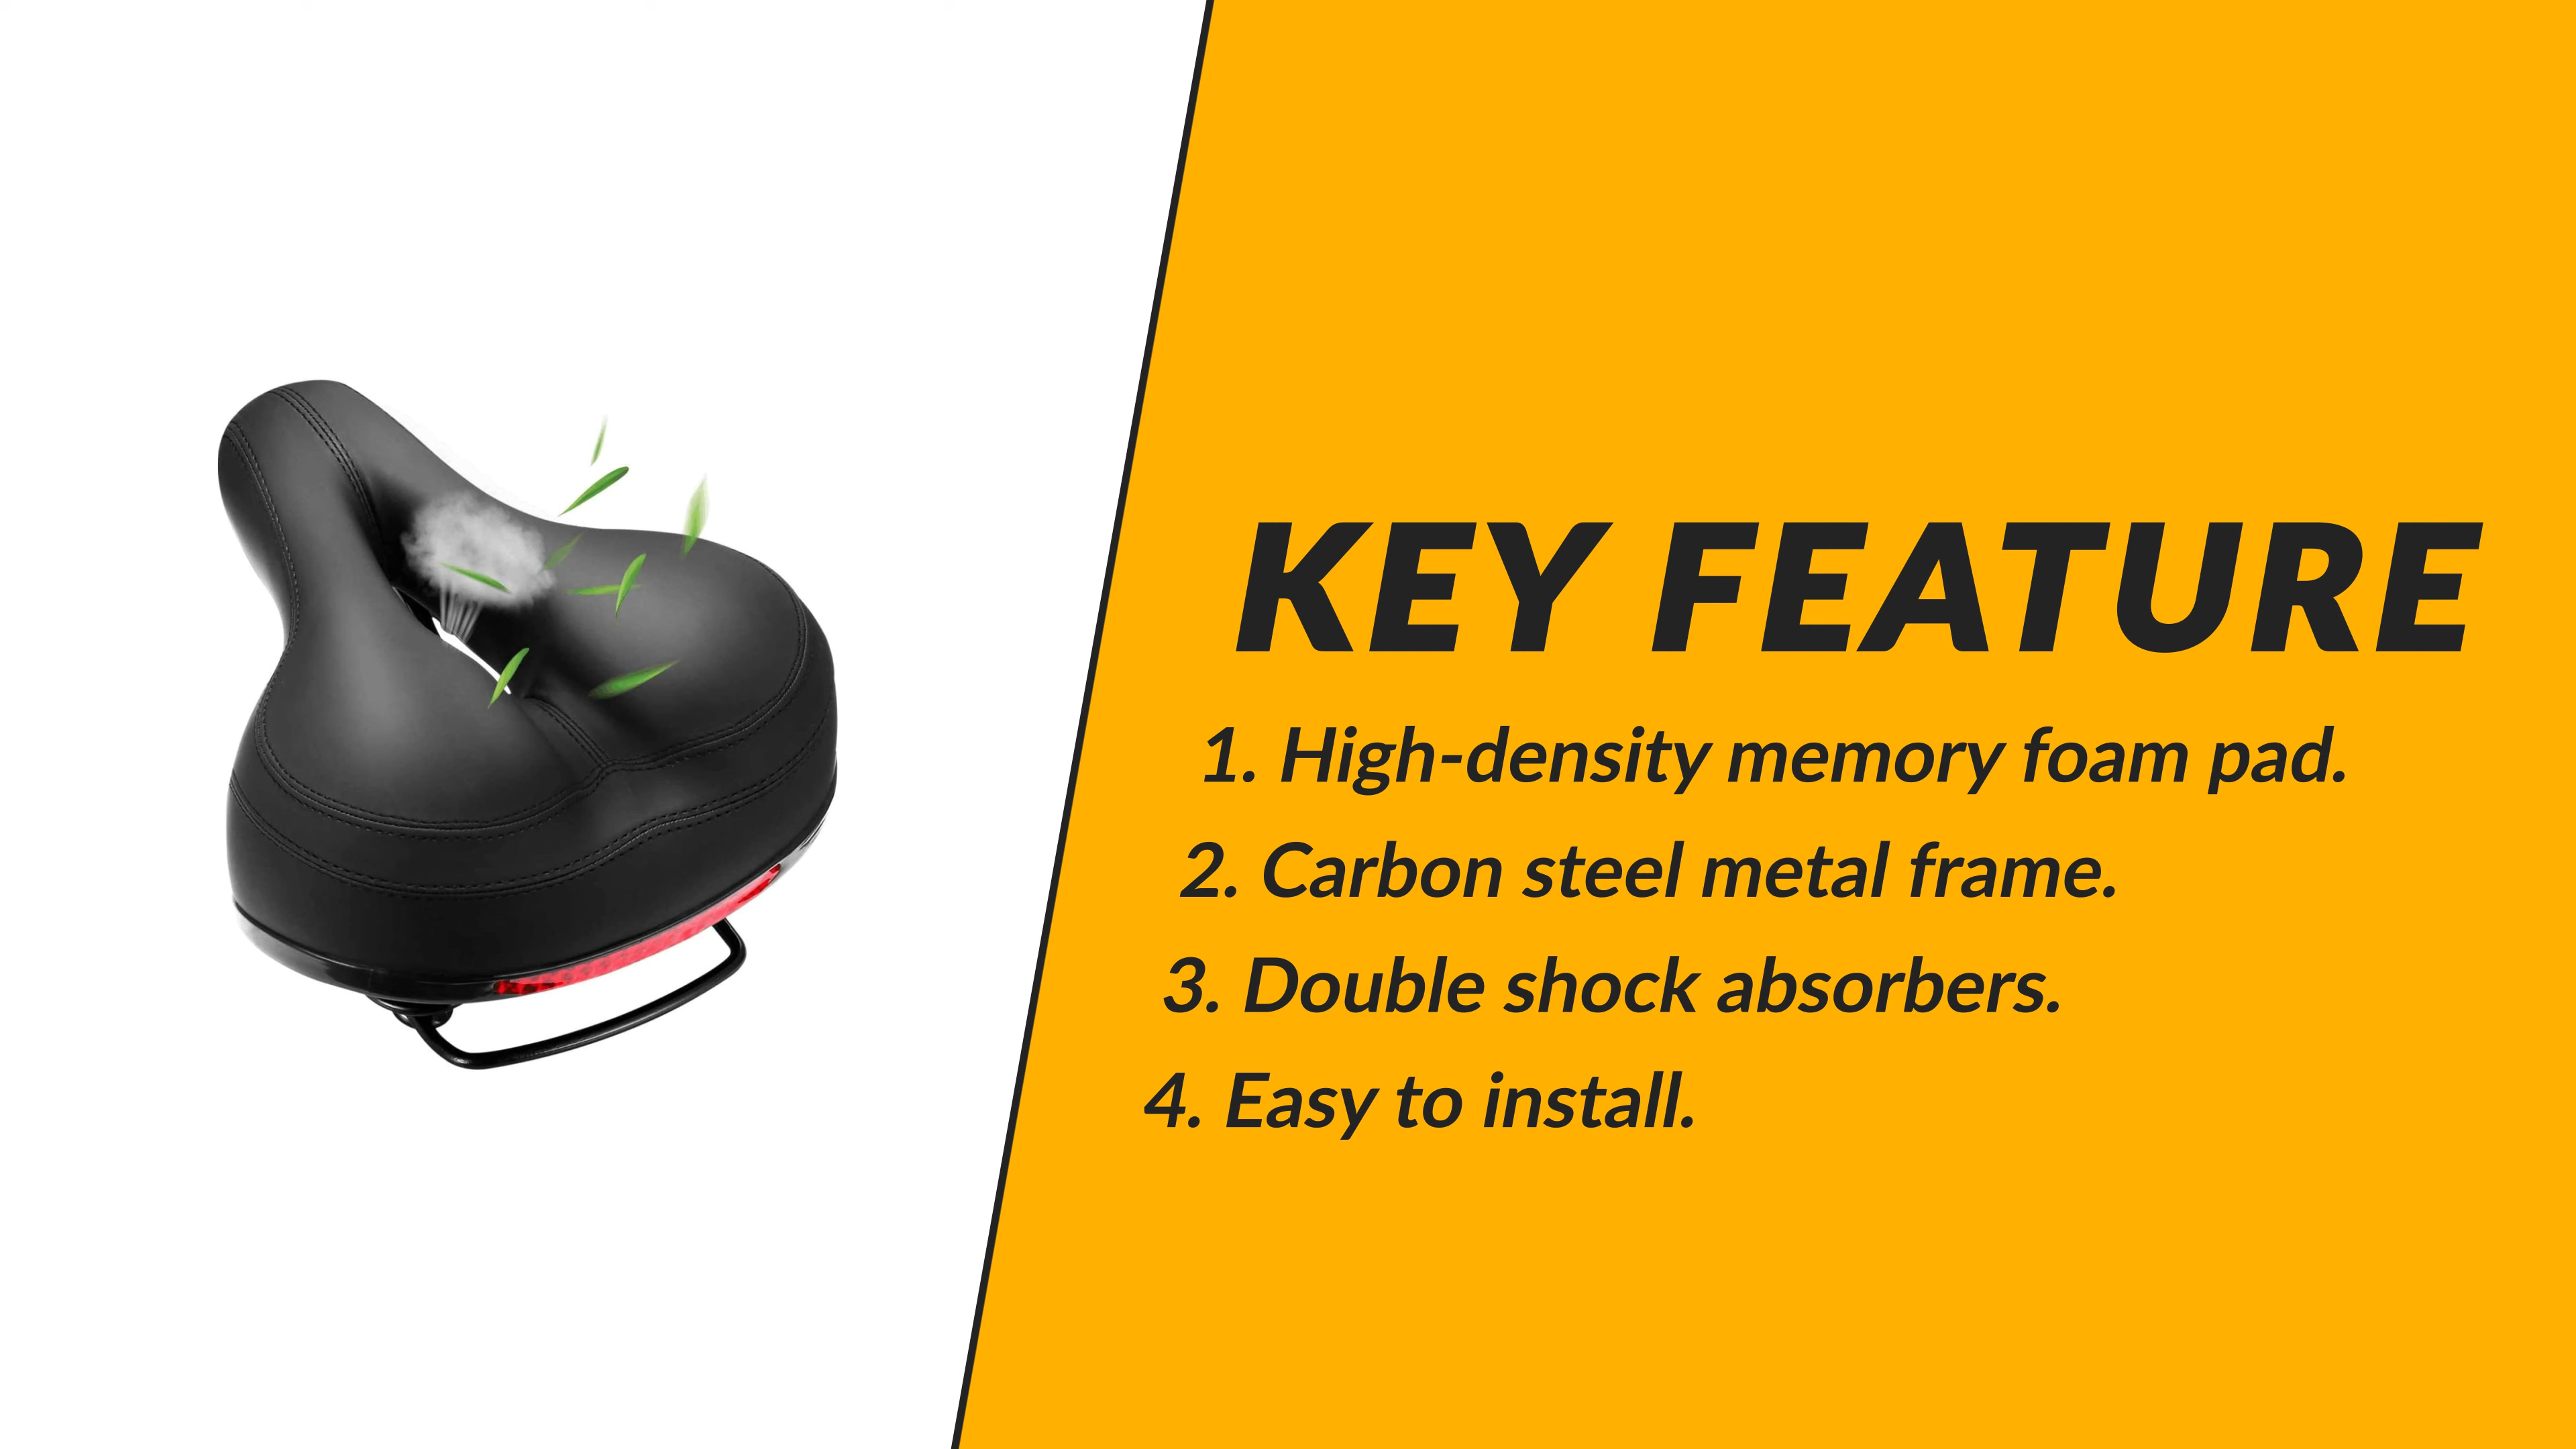 KEY FEATURE
1. High-density memory foam pad.
2. Carbon steel metal frame.
3. Double shock absorbers.
4. Easy to install.